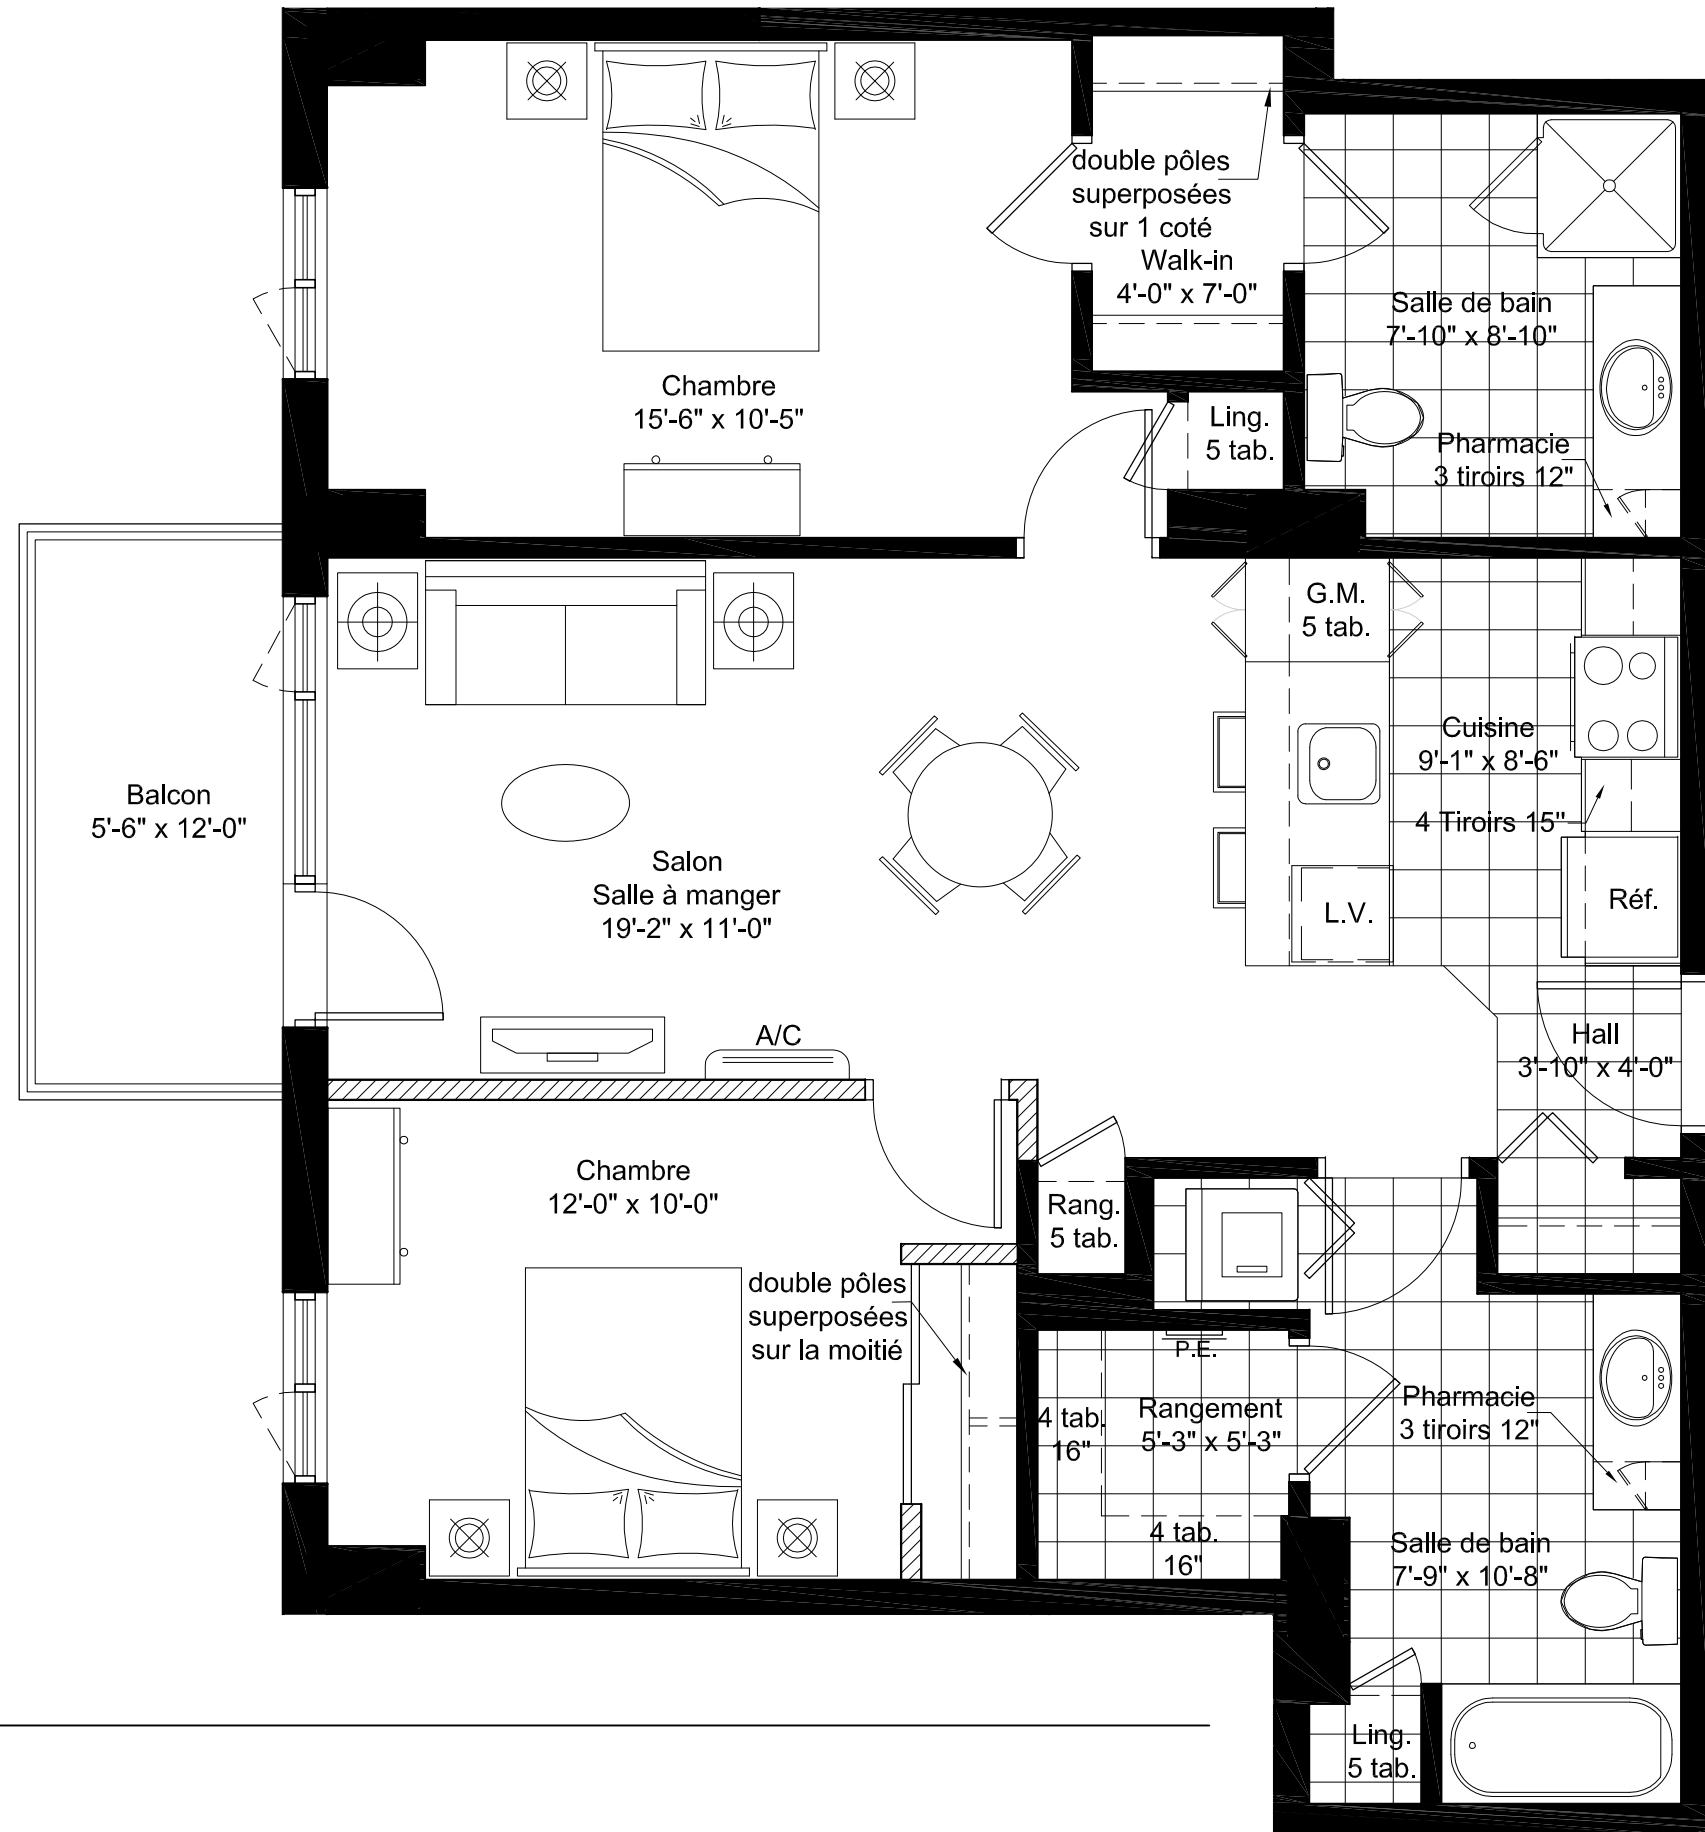 double pôles
superposées
sur 1 coté
Walk-in
4'-0" x 7'-0"
Salle de bain
7'-10" x 8'-10"
Chambre
15'-6" x 10'-5"
Ling.
5 tab.
Pharmacie
3 tiroirs 12"
G.M.
5 tab.
Cuisine
9'-1" x 8'-6"
4 Tiroirs 15"
Balcon
5'-6" x 12'-0"
Salon
Salle à manger
19'-2" x 11'-0"
L.V.
Réf.
A/C
Hall
3'-10" x 4'-0"
Chambre
12'-0" x 10'-0"
Rang.
5 tab.
double pôles
superposées
sur la moitié
P.E.
4 tab.
16"
Rangement
5'-3" x 5'-3"
Pharmacie
3 tiroirs 12"
4 tab.
16"
Salle de bain
7'-9" x 10'-8"
Ling.
5 tab.